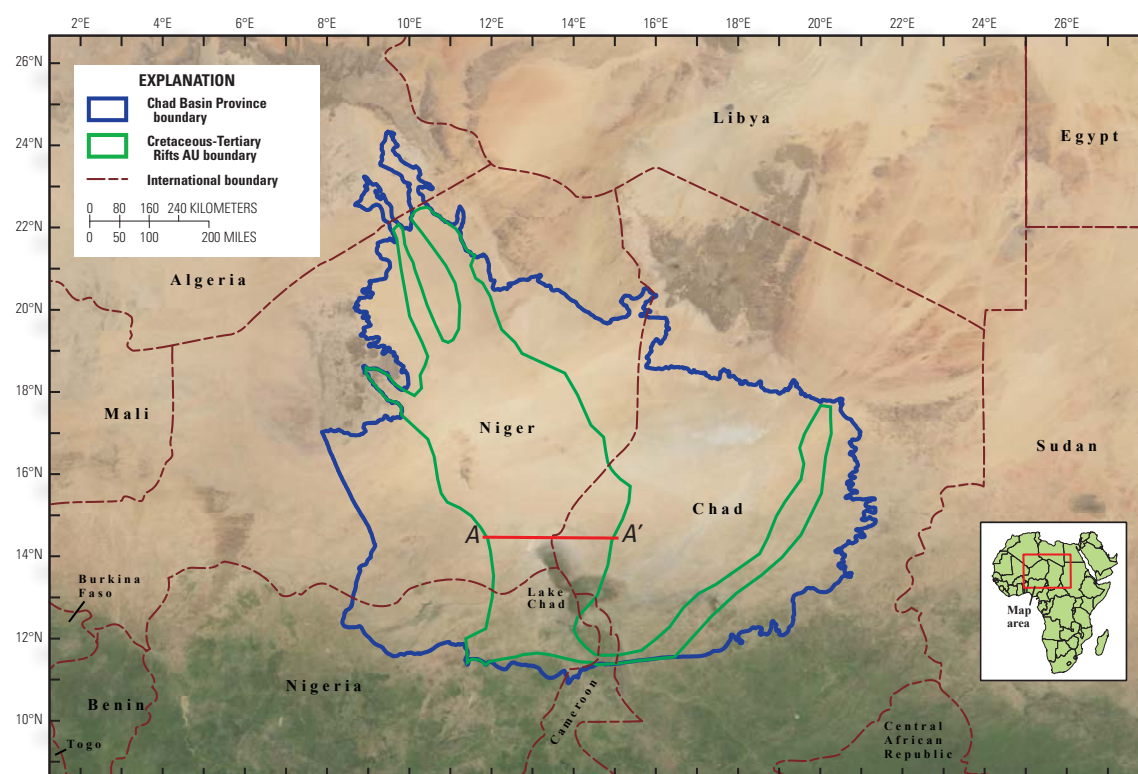 2°E 4°E 6°E 8°E 10°E 12°E 14°E 16°E 18°E 20°E 22°E 24°E 26°E
26°N
24°N
22°N
20°N
18°N
16°N
14°N
12°N
10°N
EXPLANATION
Chad Basin Province
boundary
Cretaceous-Tertiary
Rifts AU boundary
International boundary
0 80 160 240 KILOMETERS
0 50 100 200 MILES
Libya
Egypt
Algeria
Mali
Niger
Chad
Sudan
A
A′
Burkina
Faso
Lake
Chad
Nigeria
Benin
Togo
Cameroon
Central
African
Republic
Map
area